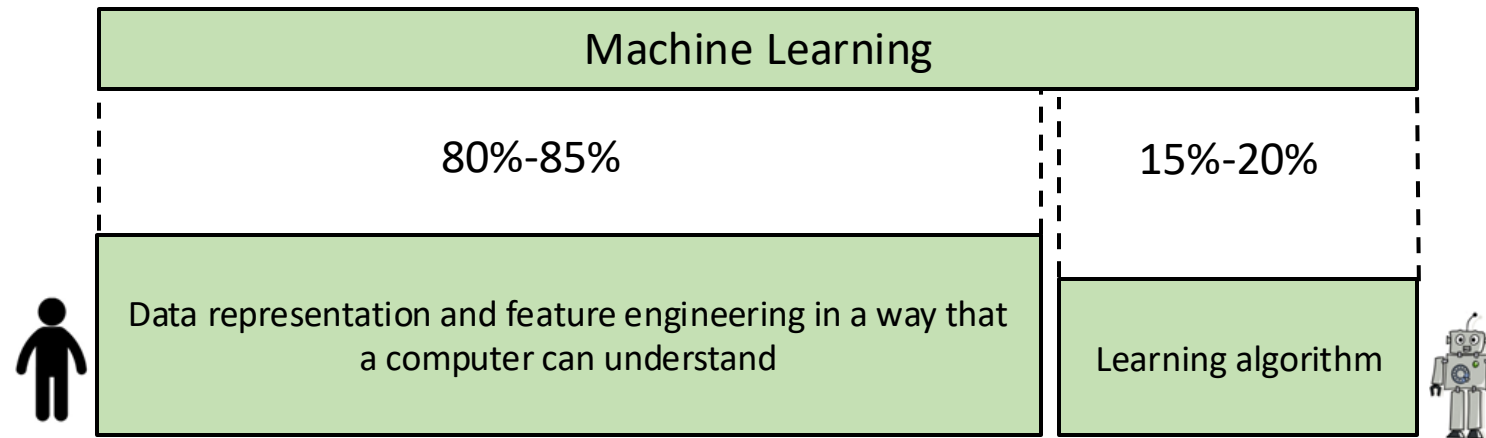 Machine Learning
80%-85%
15%-20%
Data representation and feature engineering in a way that
a computer can understand
Learning algorithm